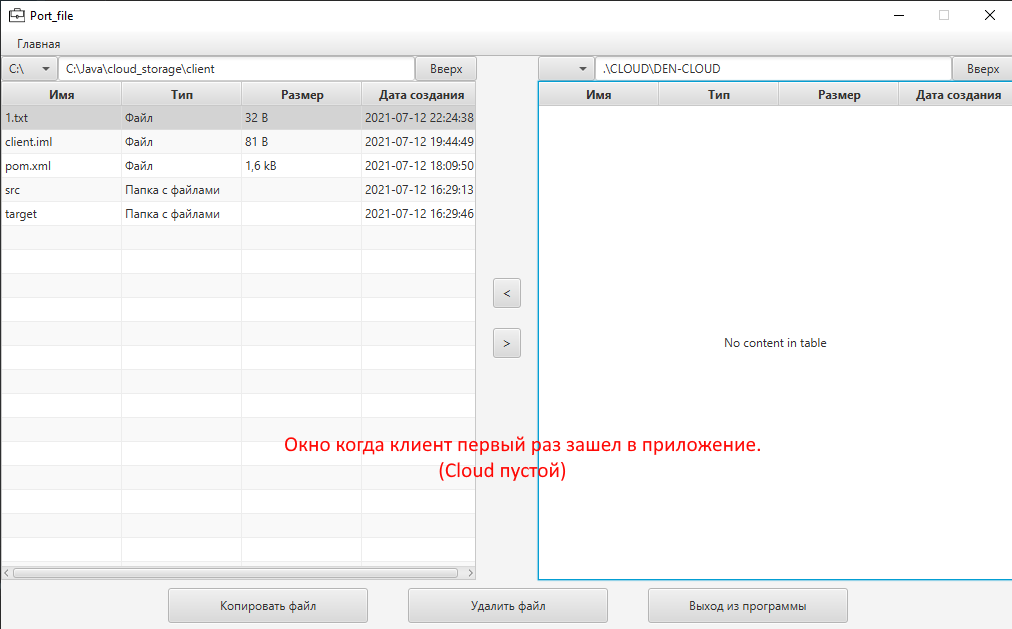 Port_file
Главная
C:\ C:\Java\cloud_storage\client Вверх .\CLOUD\DEN-CLOUD Вверх
Имя Тип Размер Дата создания Имя Тип Размер Дата создания
1.txt Файл 32 B 2021-07-12 22:24:38
client.iml Файл 81 B 2021-07-12 19:44:49
pom.xml Файл 1,6 kB 2021-07-12 18:09:50
src Папка с файлами 2021-07-12 16:29:13
target Папка с файлами 2021-07-12 16:29:46
<
>
No content in table
Окно когда клиент первый раз зашел в приложение.
(Cloud пустой)
Копировать файл Удалить файл Выход из программы